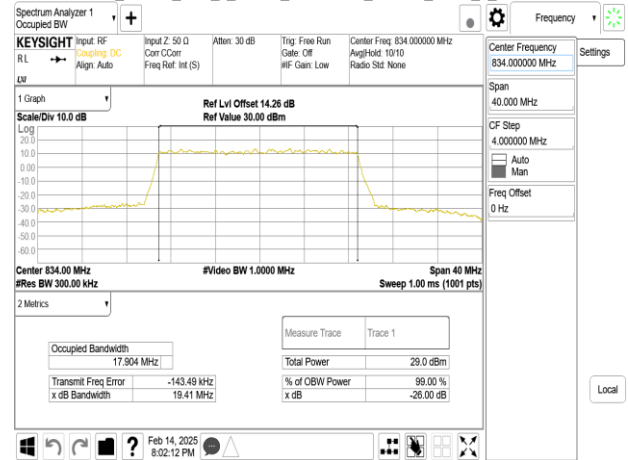 Spectrum Analyzer 1
Occupied BW
Frequency
KEYSIGHT
RL
Input: RF
Coupling: DC
Align: Auto
Input Z: 50 Ω
Corr CCorr
Freq Ref: Int (S)
Atten: 30 dB
Trig: Free Run
Gate: Off
#IF Gain: Low
Center Freq: 834.000000 MHz
Avg|Hold: 10/10
Radio Std: None
LXI
Center Frequency
834.000000 MHz
Settings
Span
40.000 MHz
CF Step
4.000000 MHz
Auto
Man
Freq Offset
0 Hz
Local
1 Graph
Scale/Div 10.0 dB
Ref Lvl Offset 14.26 dB
Ref Value 30.00 dBm
Log
20.0
10.0
0.00
-10.0
-20.0
-30.0
-40.0
-50.0
-60.0
Center 834.00 MHz
#Video BW 1.0000 MHz
Span 40 MHz
#Res BW 300.00 kHz
Sweep 1.00 ms (1001 pts)
2 Metrics
Measure Trace Trace 1
Occupied Bandwidth
17.904 MHz
Total Power 29.0 dBm
Transmit Freq Error -143.49 kHz
% of OBW Power 99.00 %
x dB Bandwidth 19.41 MHz
x dB -26.00 dB
Feb 14, 2025
8:02:12 PM